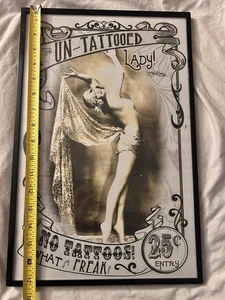 THE
UN-TATTOOED
LADY!
NO TATTOOS!
WHAT A FREAK!
25¢
ENTRY